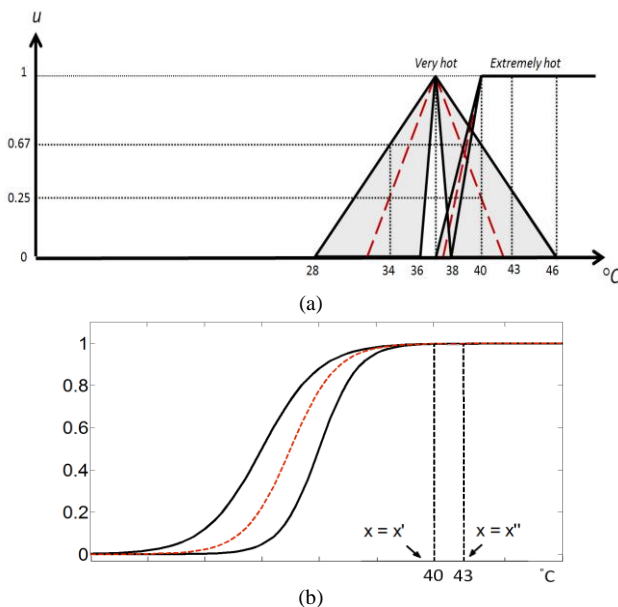 u
Very hot Extremely hot
1
0.67
0.25
0
28 34 36 38 40 43 46 °C
(a)
1
0.8
0.6
0.4
0.2
0
x = x' x = x"
40 43 °C
(b)